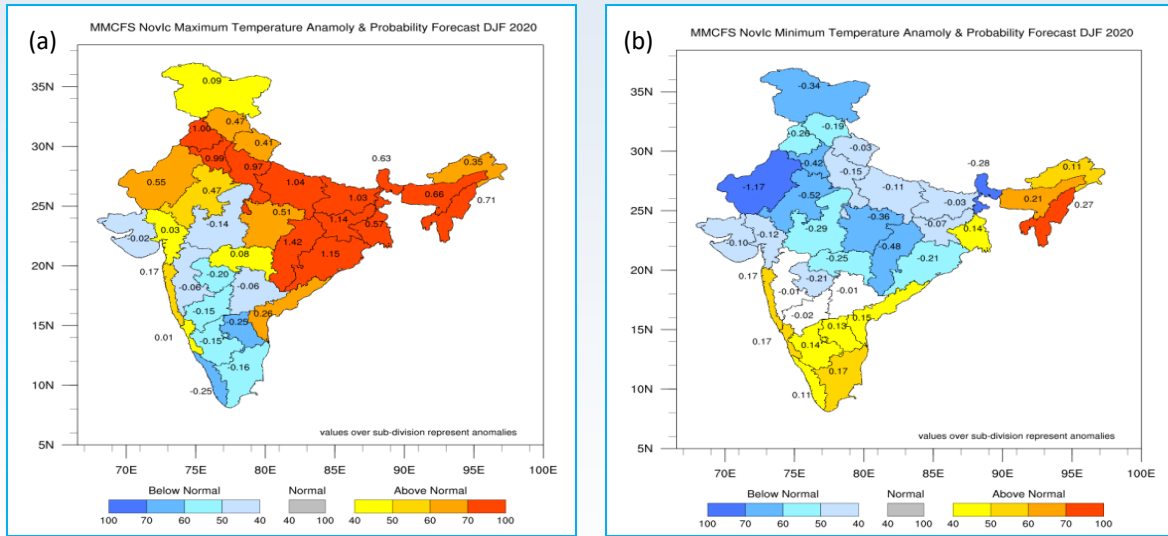 (a)
MMCFS NovIc Maximum Temperature Anamoly & Probability Forecast DJF 2020
35N
30N
25N
20N
15N
10N
5N
0.09
0.47
1.00
0.41
0.99
0.97
0.63
0.35
0.55
0.47
1.04
1.03
0.66
0.71
0.51
-0.14
1.14
0.57
-0.02
0.03
1.42
1.15
0.08
0.17
-0.20
-0.06
-0.06
-0.15
0.26
-0.25
0.01
-0.15
-0.16
-0.25
values over sub-division represent anomalies
70E 75E 80E 85E 90E 95E 100E
Below Normal Normal Above Normal
100 70 60 50 40 40 100 40 50 60 70 100
(b)
MMCFS NovIc Minimum Temperature Anamoly & Probability Forecast DJF 2020
35N
30N
25N
20N
15N
10N
5N
-0.34
-0.19
-0.26
-0.03
-0.42
-0.15
-0.28
0.11
-1.17
-0.11
-0.52
-0.03
0.21
0.27
-0.36
-0.07
0.14
-0.12
-0.10
-0.29
-0.48
-0.25
-0.21
0.17
-0.21
-0.01
-0.01
-0.02
0.15
0.13
0.17
0.14
0.17
0.11
values over sub-division represent anomalies
70E 75E 80E 85E 90E 95E 100E
Below Normal Normal Above Normal
100 70 60 50 40 40 100 40 50 60 70 100